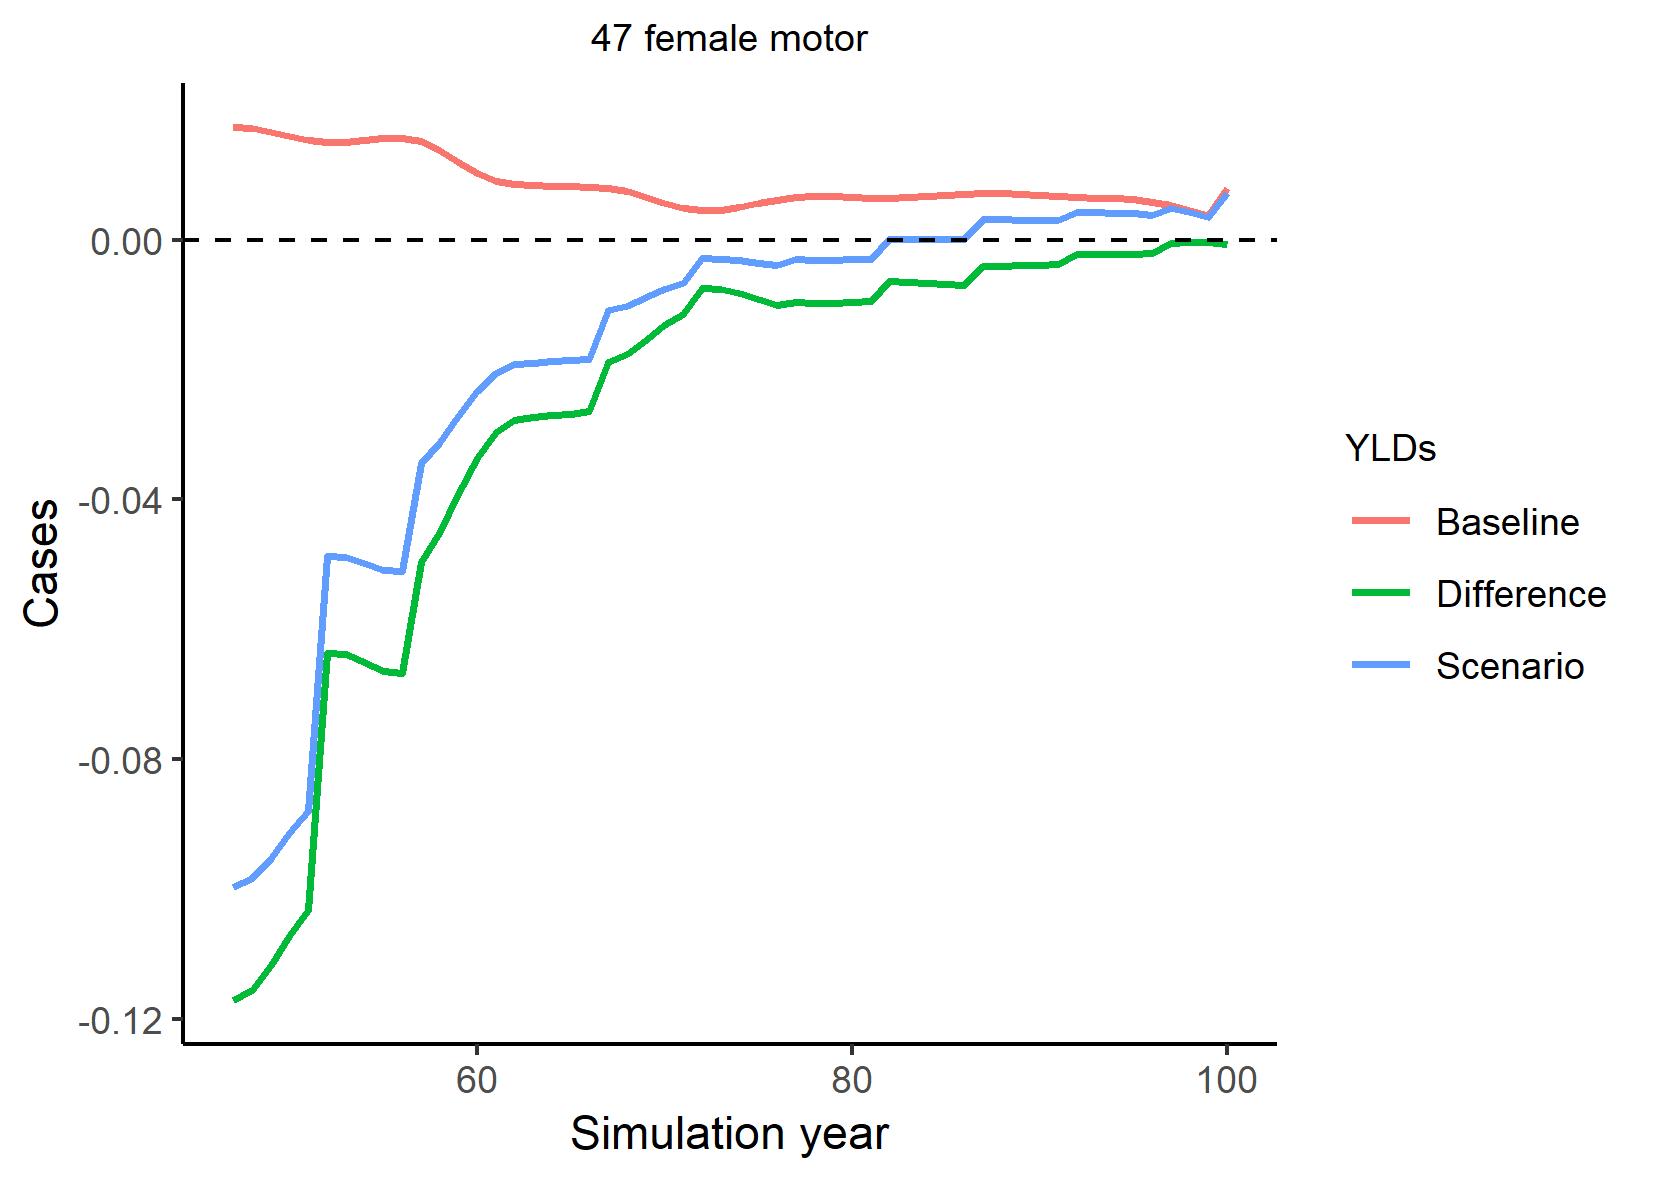 47 female motor
0.00
-0.04
-0.08
-0.12
Cases
60 80 100
Simulation year
YLDs
Baseline
Difference
Scenario